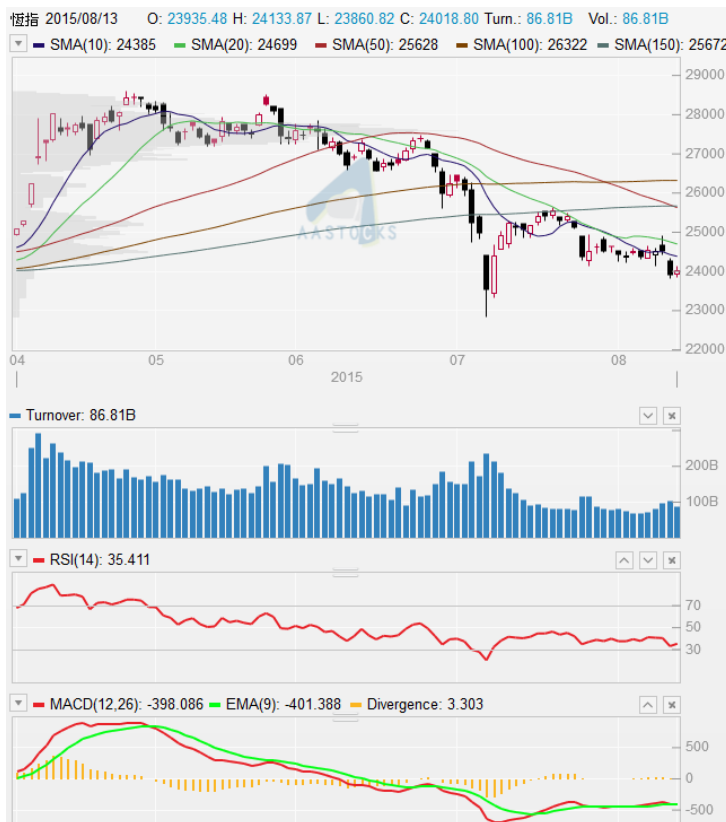 恆指 2015/08/13 O: 23935.48 H: 24133.87 L: 23860.82 C: 24018.80 Turn.: 86.81B Vol.: 86.81B
SMA(10): 24385 SMA(20): 24699 SMA(50): 25628 SMA(100): 26322 SMA(150): 25672
29000
28000
27000
26000
25000
24000
23000
22000
AASTOCKS
04 05 06 07 08
2015
Turnover: 86.81B
200B
100B
RSI(14): 35.411
70
50
30
MACD(12,26): -398.086 EMA(9): -401.388 Divergence: 3.303
500
0
-500